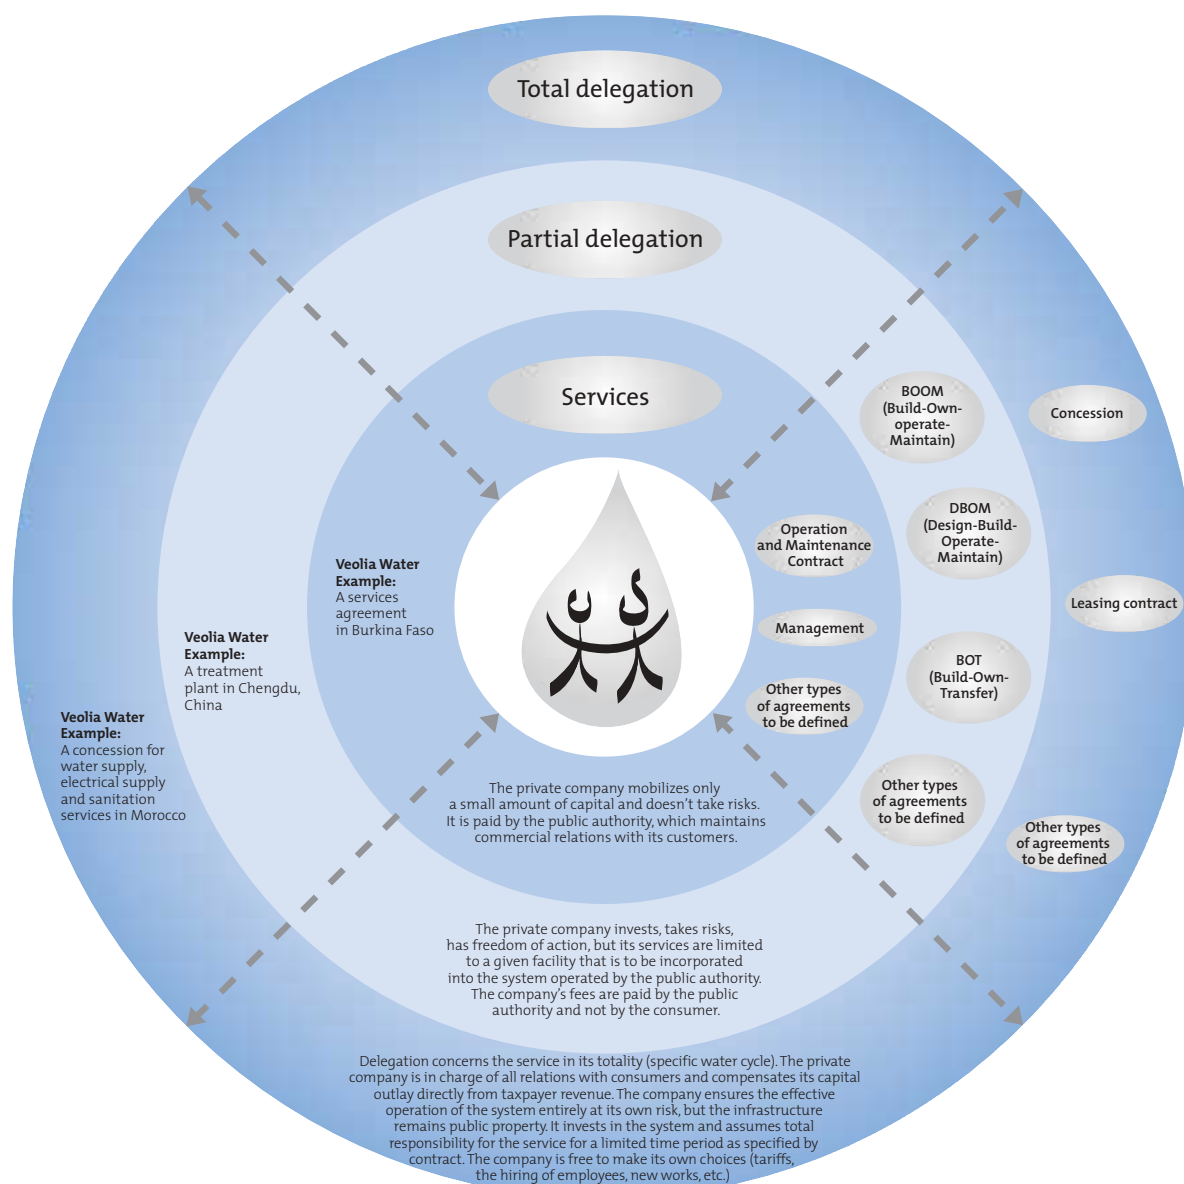 Total delegation
Partial delegation
Services
BOOM
(Build-Own-
operate-
Maintain)
Concession
DBOM
(Design-Build-
Operate-
Maintain)
Operation
and Maintenance
Contract
Leasing contract
Management
BOT
(Build-Own-
Transfer)
Other types
of agreements
to be defined
Other types
of agreements
to be defined
Other types
of agreements
to be defined
Veolia Water
Example:
A services
agreement
in Burkina Faso
Veolia Water
Example:
A treatment
plant in Chengdu,
China
Veolia Water
Example:
A concession for
water supply,
electrical supply
and sanitation
services in Morocco
The private company mobilizes only
a small amount of capital and doesn't take risks.
It is paid by the public authority, which maintains
commercial relations with its customers.
The private company invests, takes risks,
has freedom of action, but its services are limited
to a given facility that is to be incorporated
into the system operated by the public authority.
The company's fees are paid by the public
authority and not by the consumer.
Delegation concerns the service in its totality (specific water cycle). The private
company is in charge of all relations with consumers and compensates its capital
outlay directly from taxpayer revenue. The company ensures the effective
operation of the system entirely at its own risk, but the infrastructure
remains public property. It invests in the system and assumes total
responsibility for the service for a limited time period as specified by
contract. The company is free to make its own choices (tariffs,
the hiring of employees, new works, etc.)